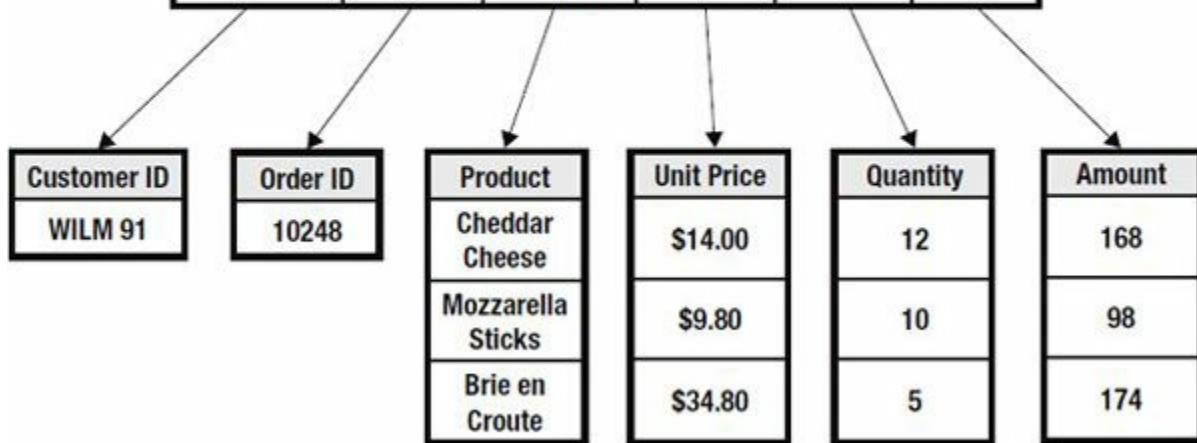 Customer ID
WILM 91
Order ID
10248
Product
Cheddar
Cheese
Mozzarella
Sticks
Brie en
Croute
Unit Price
$14.00
$9.80
$34.80
Quantity
12
10
5
Amount
168
98
174